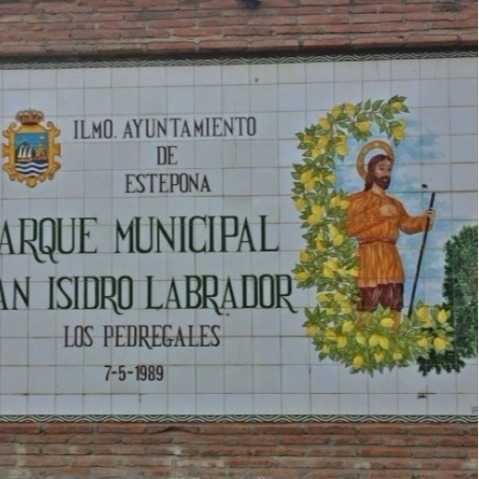 ILMO. AYUNTAMIENTO
DE
ESTEPONA
ARQUE MUNICIPAL
AN ISIDRO LABRADOR
LOS PEDREGALES
7-5-1989